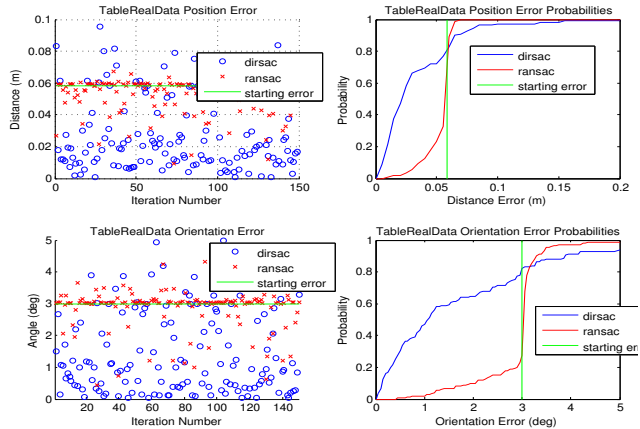 TableRealData Position Error
0.1
0.08
0.06
0.04
0.02
0
Distance (m)
0
50
100
150
Iteration Number
dirsac
ransac
starting error
TableRealData Position Error Probabilities
1
0.8
0.6
0.4
0.2
0
Probability
0
0.05
0.1
0.15
0.2
Distance Error (m)
dirsac
ransac
starting error
TableRealData Orientation Error
5
4
3
2
1
0
Angle (deg)
20
40
60
80
100
120
140
Iteration Number
dirsac
ransac
starting error
TableRealData Orientation Error Probabilities
1
0.8
0.6
0.4
0.2
0
Probability
0
1
2
3
4
5
Orientation Error (deg)
dirsac
ransac
starting err